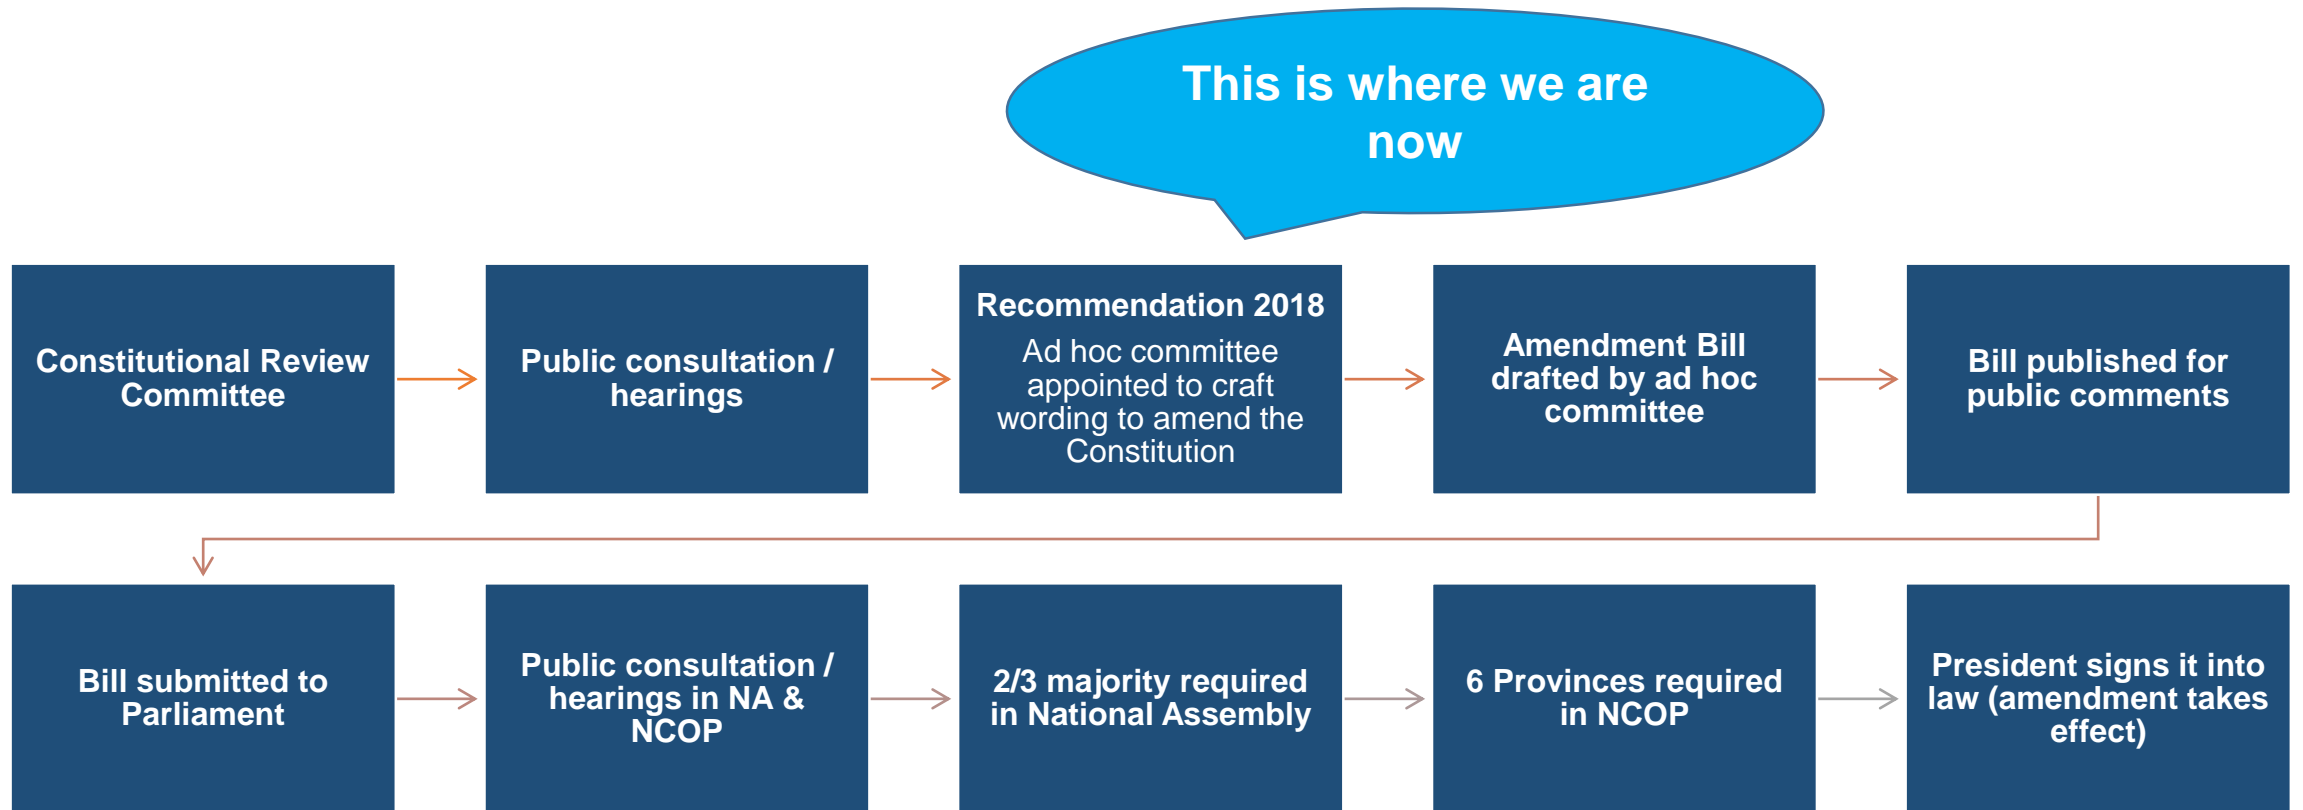 This is where we are
now
Constitutional Review
Committee
Public consultation /
hearings
Recommendation 2018
Ad hoc committee
appointed to craft
wording to amend the
Constitution
Amendment Bill
drafted by ad hoc
committee
Bill published for
public comments
Bill submitted to
Parliament
Public consultation /
hearings in NA &
NCOP
2/3 majority required
in National Assembly
6 Provinces required
in NCOP
President signs it into
law (amendment takes
effect)